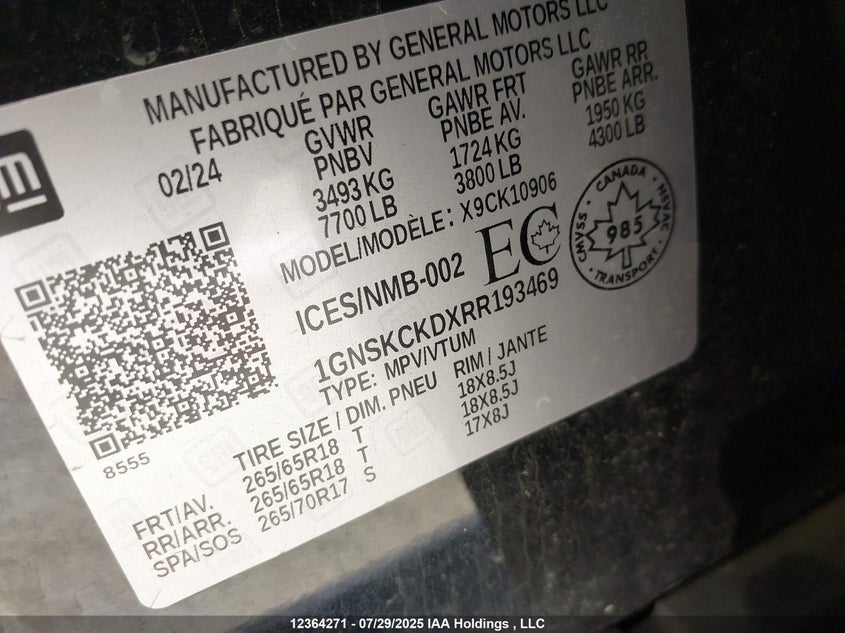 MANUFACTURED BY GENERAL MOTORS LLC
FABRIQUÉ PAR GENERAL MOTORS LLC
GM
02/24
GVWR
PNBV
3493 KG
7700 LB
GAWR FRT
PNBE AV.
1724 KG
3800 LB
GAWR RR
PNBE ARR.
1950 KG
4300 LB
MODEL/MODÈLE: X9CK10906
ICES/NMB-002
EC
CANADA
CMVSS
NSVAC
985
TRANSPORT
1GNSKCKDXRR193469
TYPE: MPV/VTUM
8555
TIRE SIZE / DIM. PNEU RIM / JANTE
FRT/AV. 265/65R18 T 18X8.5J
RR/ARR. 265/65R18 T 18X8.5J
SPA/SOS 265/70R17 S 17X8J
12364271 - 07/29/2025 IAA Holdings , LLC